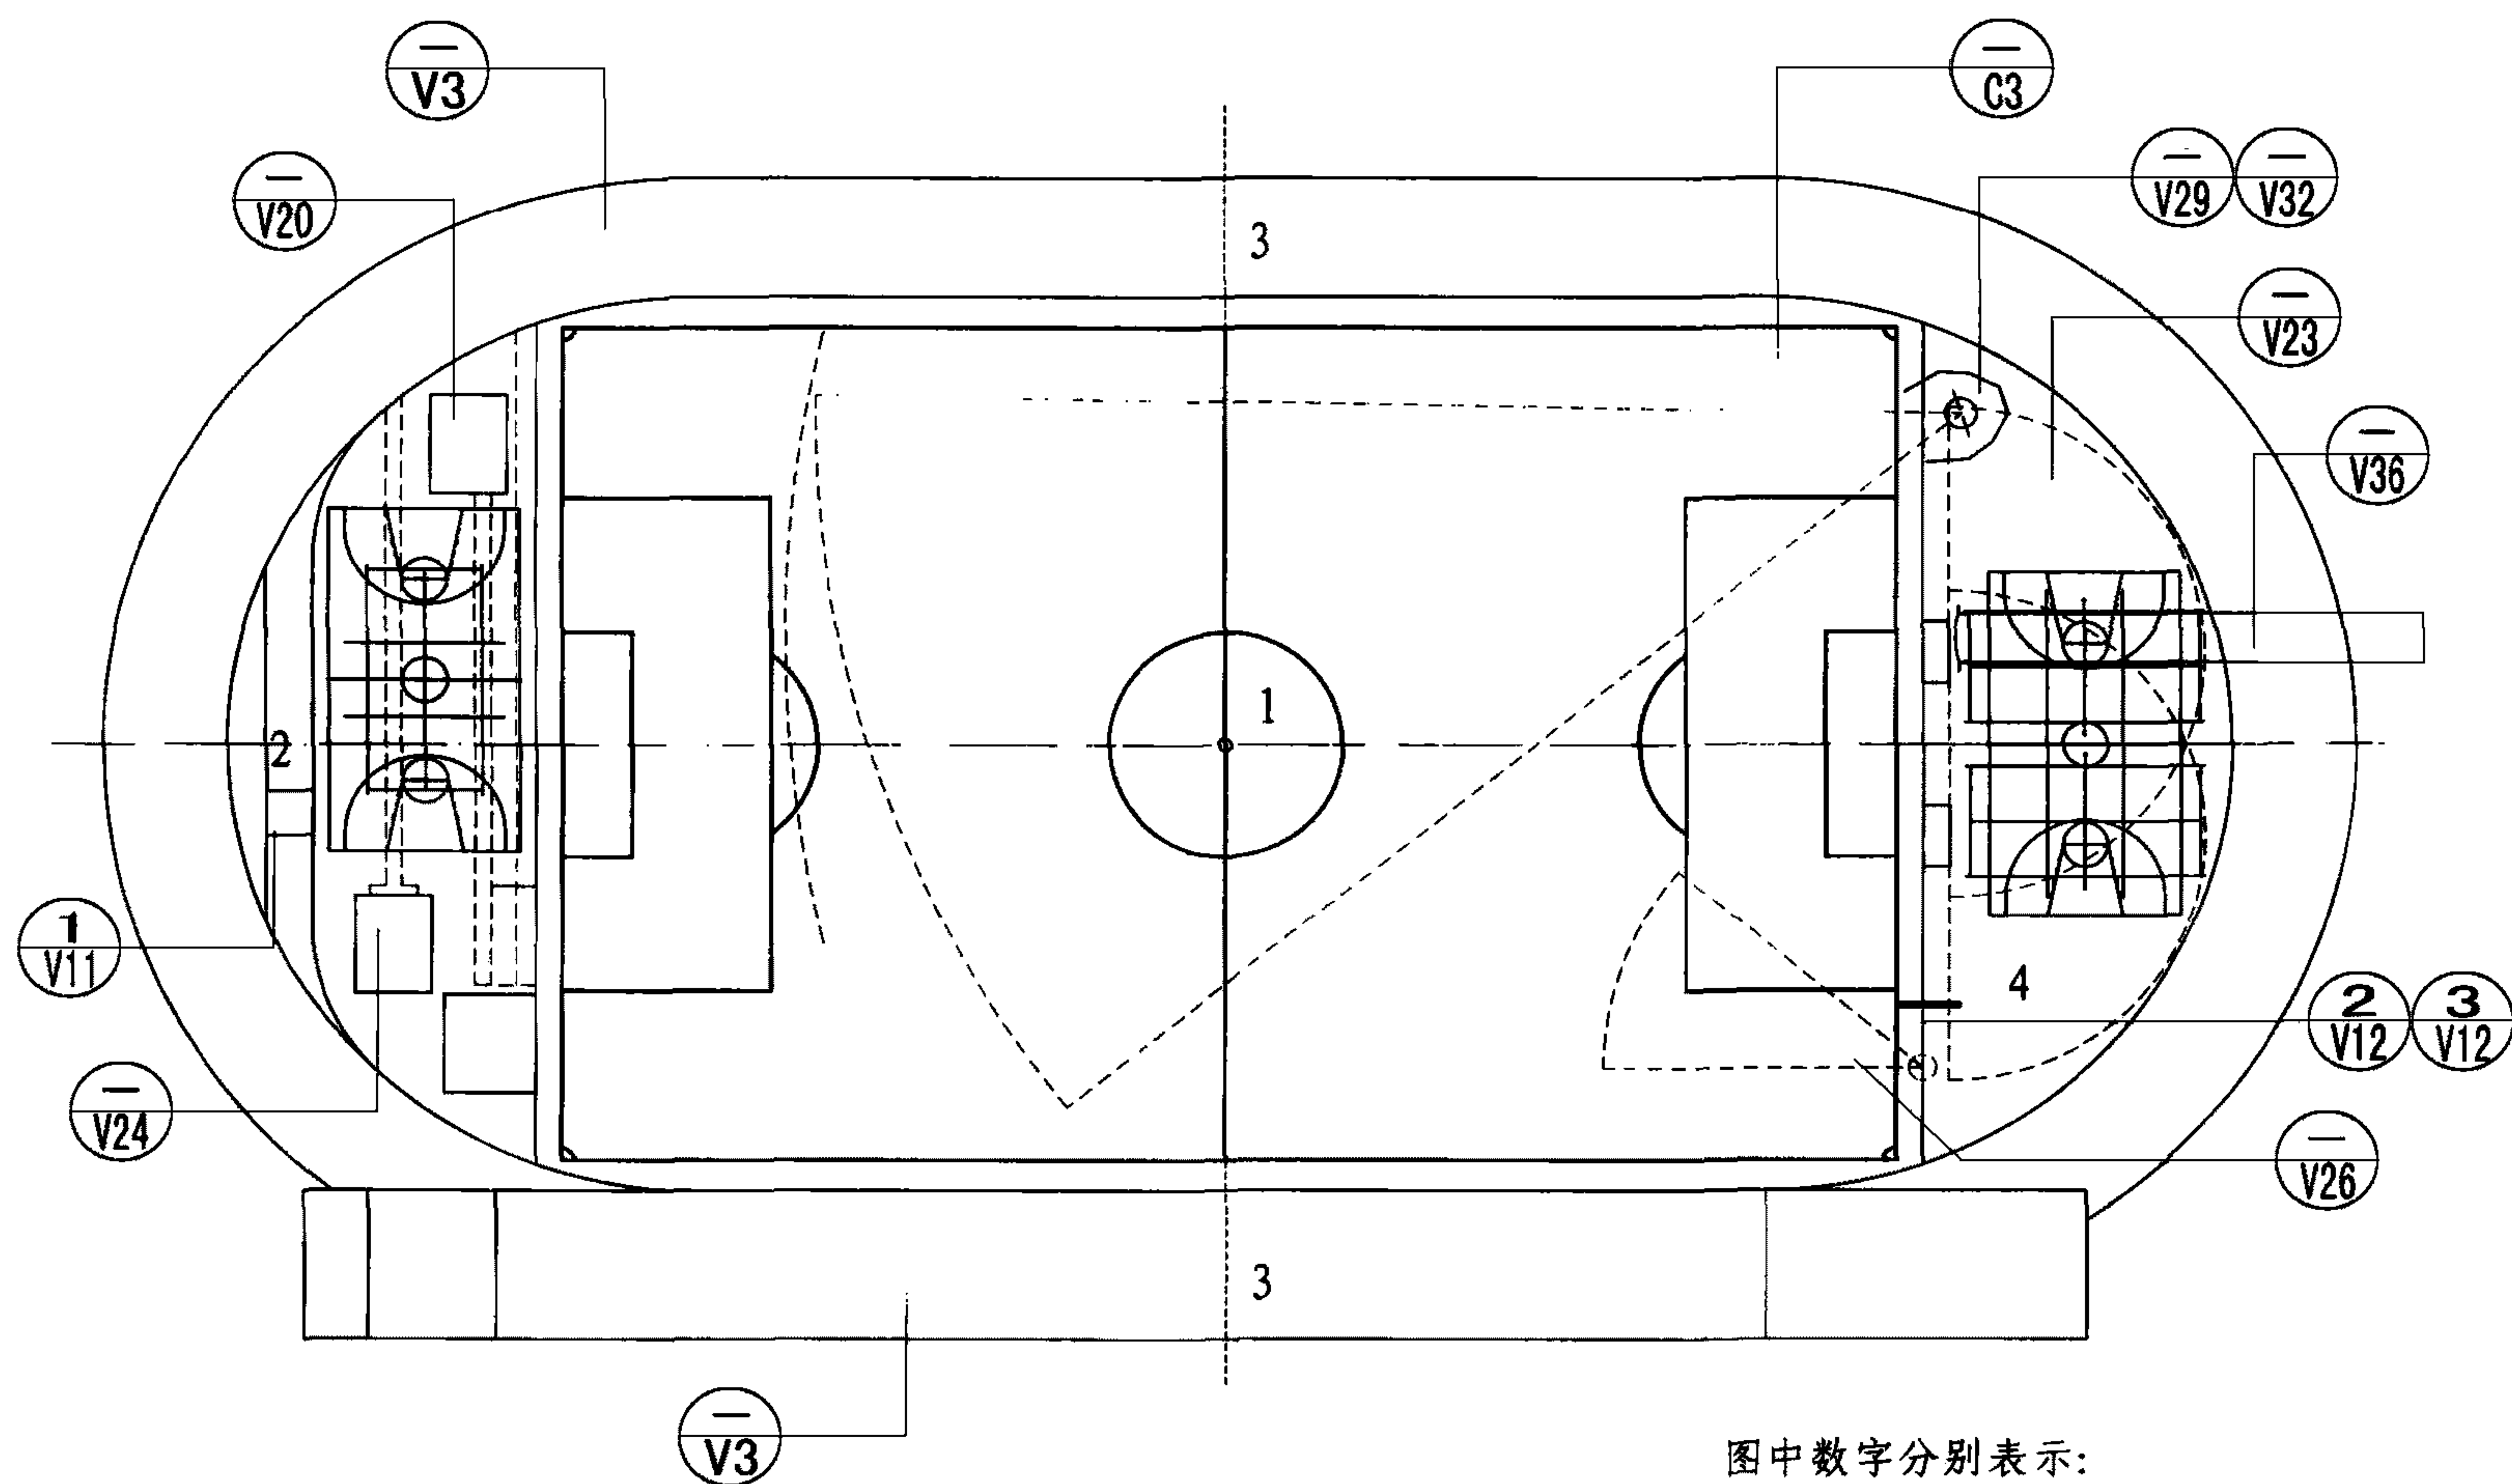 — V3
— C3
— V20
— V29 — V32
3
— V23
— V36
1
2
1 V11
4
2 V12 3 V12
— V24
— V26
3
— V3
图中数字分别表示: